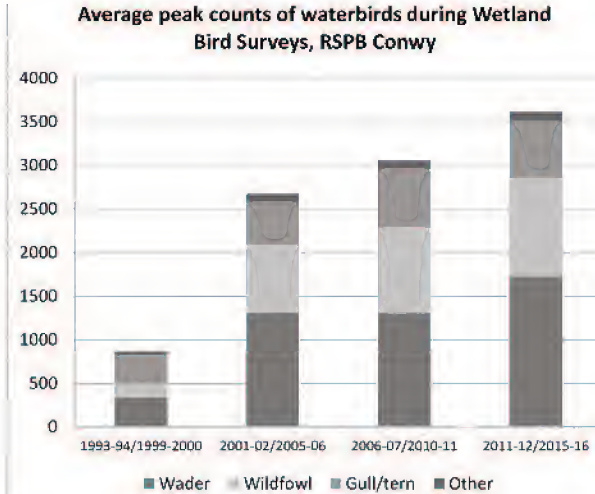 Average peak counts of waterbirds during Wetland
Bird Surveys, RSPB Conwy
4000
3500
3000
2500
2000
1500
1000
500
0
1993-94/1999-2000 2001-02/2005-06 2006-07/2010-11 2011-12/2015-16
Wader Wildfowl Gull/tern Other